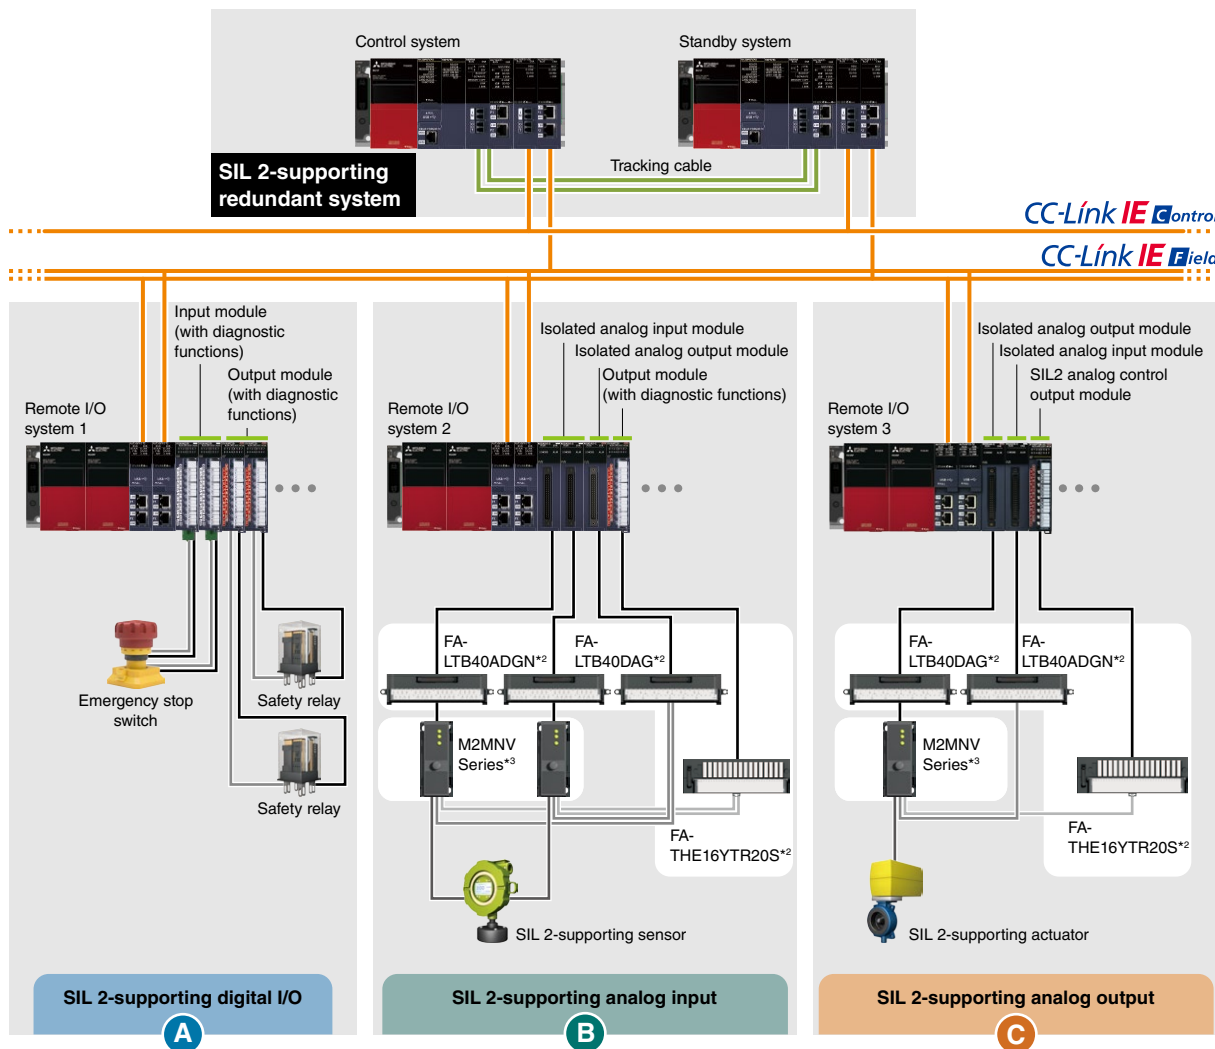 Control system
Standby system
Tracking cable
SIL 2-supporting
redundant system
CC-Link IE Control
CC-Link IE Field
Input module
(with diagnostic
functions)
Output module
(with diagnostic
functions)
Remote I/O
system 1
Emergency stop
switch
Safety relay
Safety relay
SIL 2-supporting digital I/O
A
Isolated analog input module
Isolated analog output module
Output module
(with diagnostic functions)
Remote I/O
system 2
FA-
LTB40ADGN*2
FA-
LTB40DAG*2
M2MNV
Series*3
FA-
THE16YTR20S*2
SIL 2-supporting sensor
SIL 2-supporting analog input
B
Isolated analog output module
Isolated analog input module
SIL2 analog control
output module
Remote I/O
system 3
FA-
LTB40DAG*2
FA-
LTB40ADGN*2
M2MNV
Series*3
FA-
THE16YTR20S*2
SIL 2-supporting actuator
SIL 2-supporting analog output
C